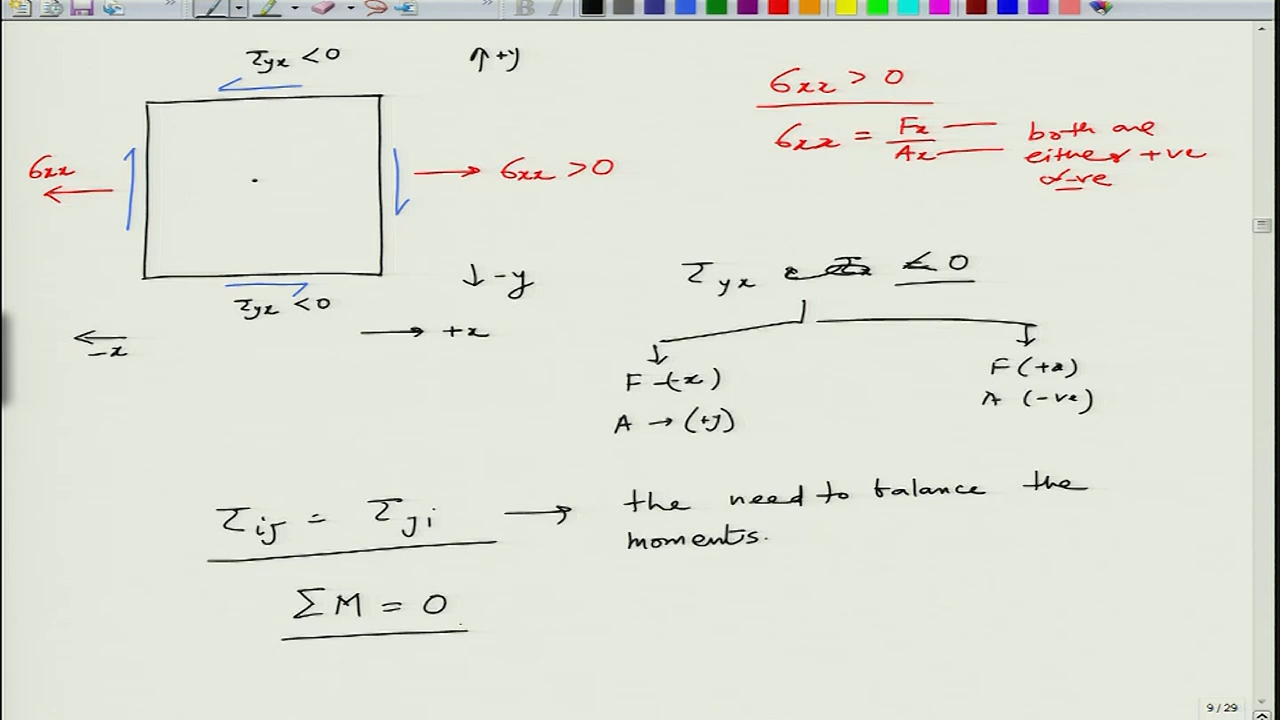 τyx < 0
↑ +y
σxx > 0
σxx = Fx / Ax — both are either +ve or -ve
σxx
σxx > 0
↓ -y
τyx < 0
-x
+x
τyx < 0
F (-x)
A → (+y)
F (+x)
A (-ve)
τij = τji → the need to balance the
moments.
ΣM = 0
9 / 29